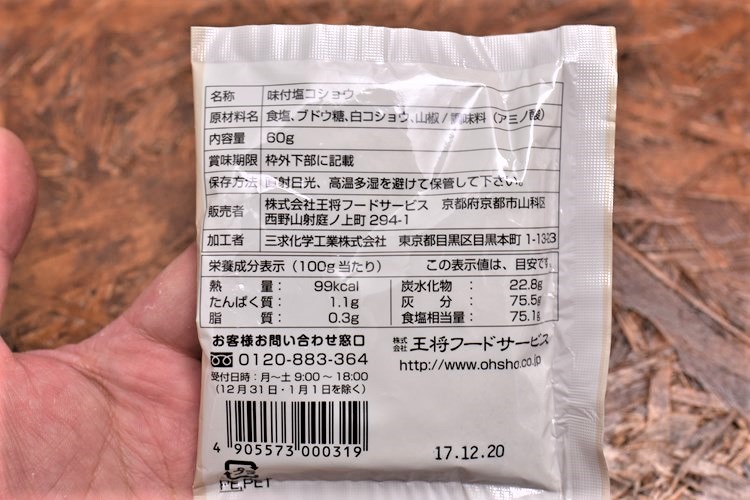 名称 味付塩コショウ
原材料名 食塩、ブドウ糖、白コショウ、山椒/調味料(アミノ酸)
内容量 60g
賞味期限 枠外下部に記載
保存方法 直射日光、高温多湿を避けて保管して下さい。
販売者 株式会社王将フードサービス 京都府京都市山科区
西野山射庭ノ上町 294-1
加工者 三求化学工業株式会社 東京都目黒区目黒本町
栄養成分表示(100g当たり) この表示値は、目安です
熱量: 99kcal 炭水化物: 22.8g
たんぱく質: 1.1g 灰分: 75.5g
脂質: 0.3g 食塩相当量: 75.1g
お客様お問い合わせ窓口 株式会社 王将フードサービス
0120-883-364 http://www.ohsho.co.jp
受付日時:月~土 9:00~18:00
(12月31日・1月1日を除く)
4 905573 000319 17.12.20
プラ
PE,PET